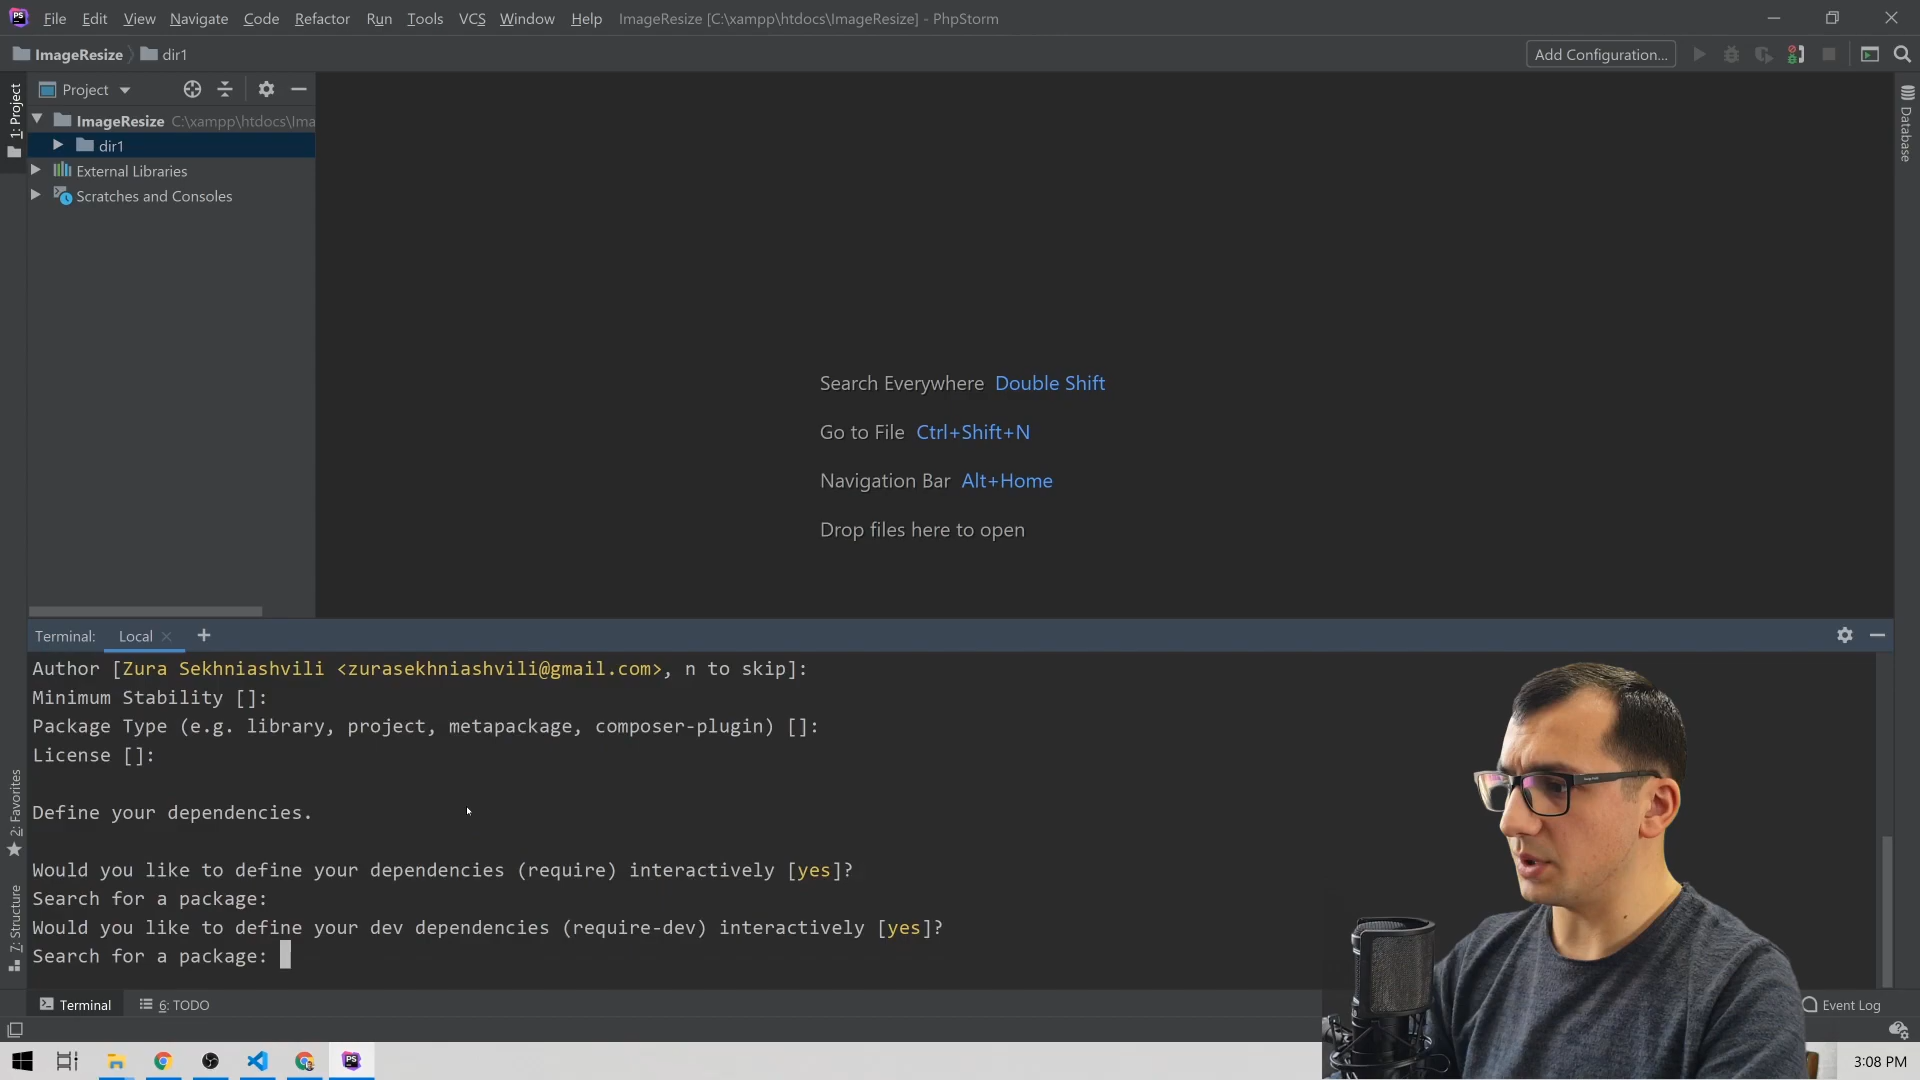 PS File Edit View Navigate Code Refactor Run Tools VCS Window Help ImageResize [C:\xampp\htdocs\ImageResize] - PhpStorm
ImageResize dir1 Add Configuration...
1: Project
Project
ImageResize C:\xampp\htdocs\Ima
dir1
External Libraries
Scratches and Consoles
Database
Search Everywhere Double Shift
Go to File Ctrl+Shift+N
Navigation Bar Alt+Home
Drop files here to open
Terminal: Local
Author [Zura Sekhniashvili <zurasekhniashvili@gmail.com>, n to skip]:
Minimum Stability []:
Package Type (e.g. library, project, metapackage, composer-plugin) []:
License []:
Define your dependencies.
Would you like to define your dependencies (require) interactively [yes]?
Search for a package:
Would you like to define your dev dependencies (require-dev) interactively [yes]?
Search for a package:
2: Favorites
7: Structure
Terminal 6: TODO Event Log
PS 3:08 PM